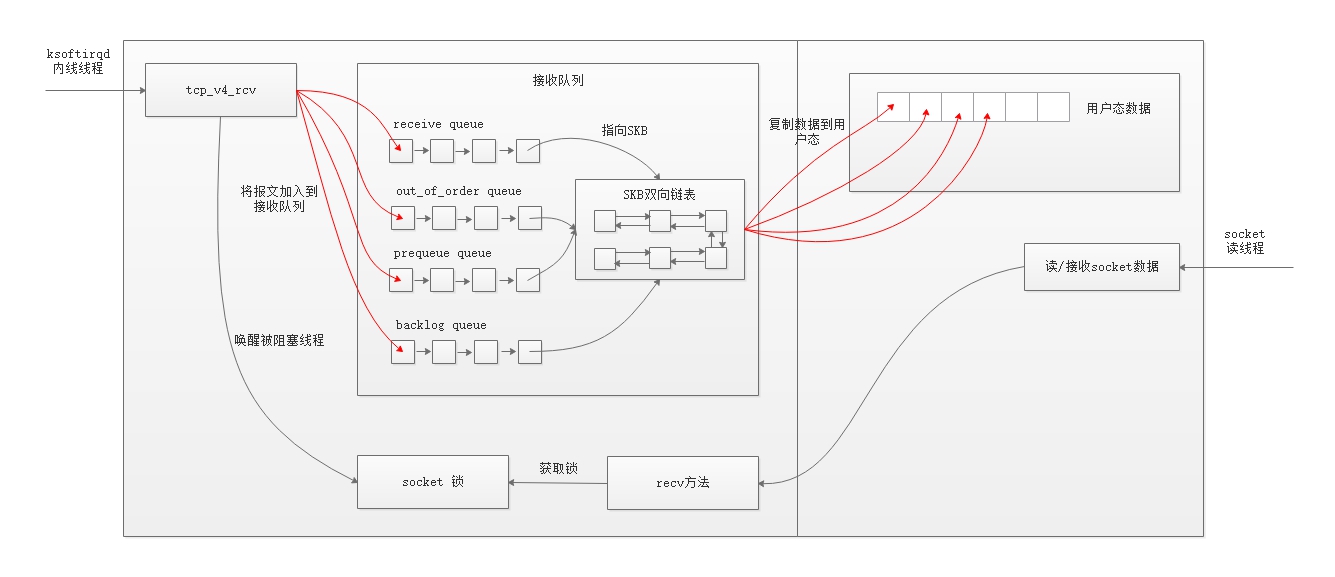 ksoftirqd
内线线程
tcp_v4_rcv
接收队列
receive queue
指向SKB
out_of_order queue
SKB双向链表
prequeue queue
backlog queue
将报文加入到
接收队列
唤醒被阻塞线程
复制数据到用
户态
用户态数据
socket
读线程
读/接收socket数据
socket 锁
获取锁
recv方法